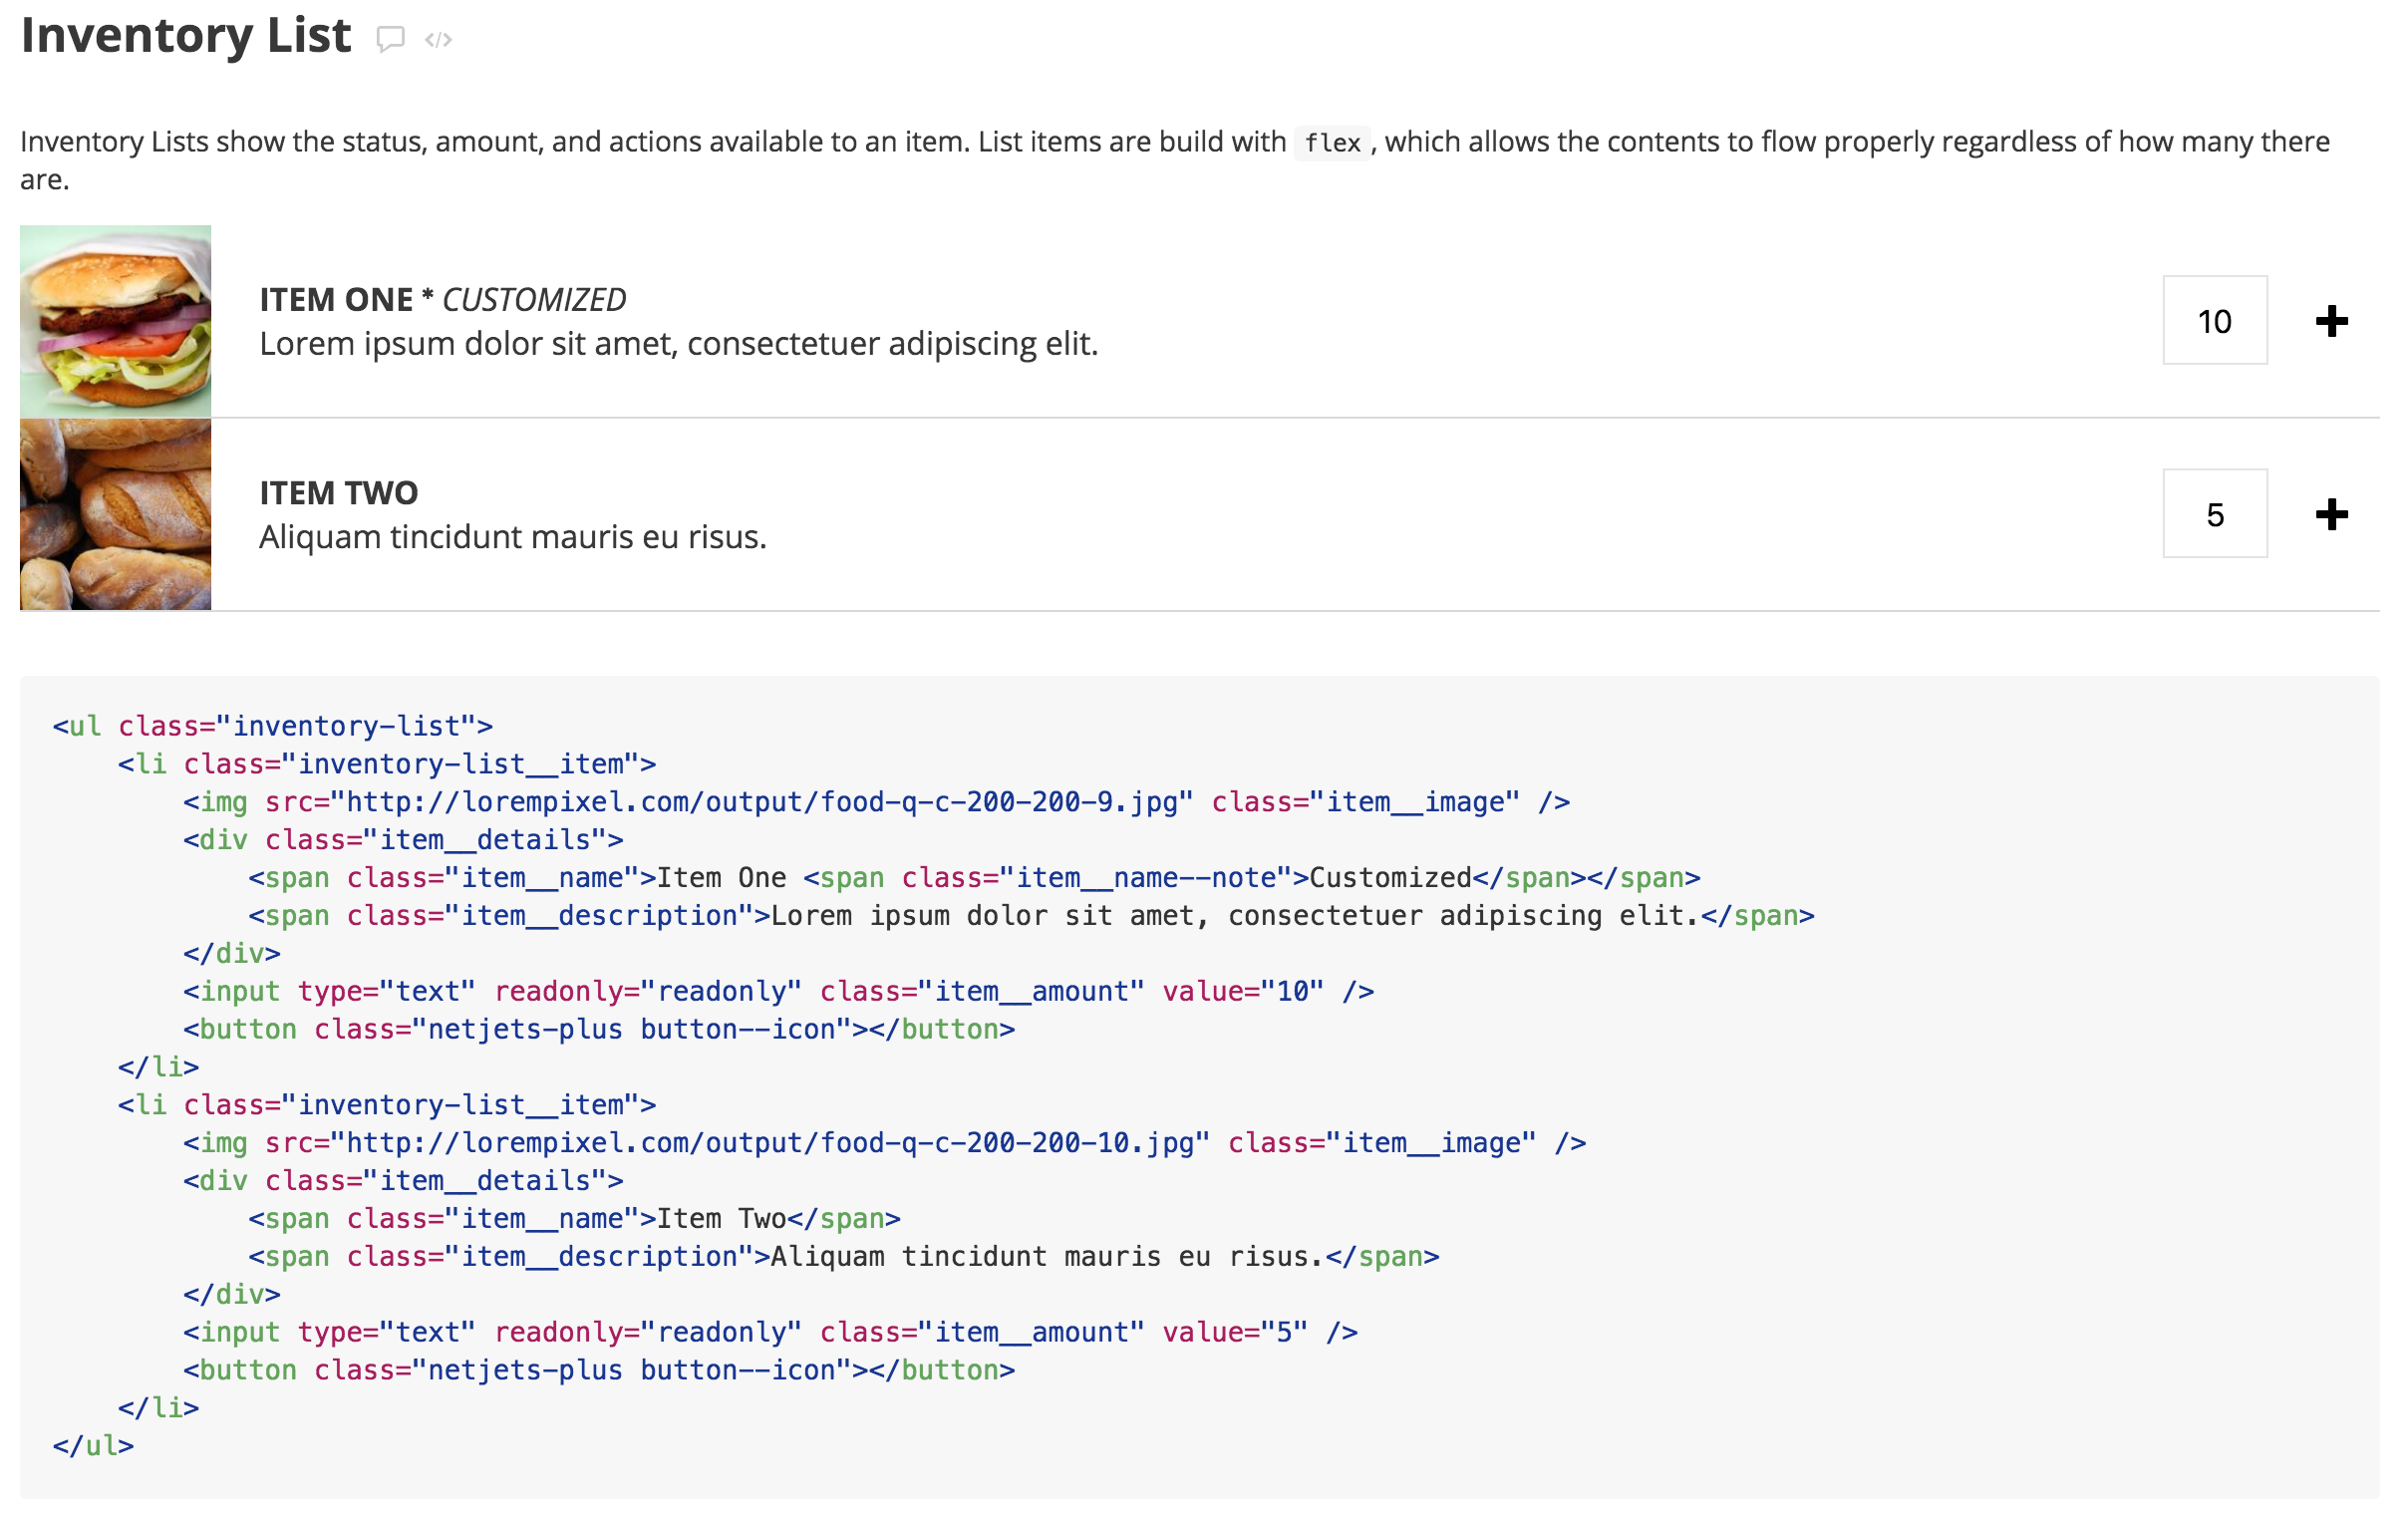 Inventory List </>
Inventory Lists show the status, amount, and actions available to an item. List items are build with flex, which allows the contents to flow properly regardless of how many there
are.
ITEM ONE * CUSTOMIZED
Lorem ipsum dolor sit amet, consectetuer adipiscing elit.
10
ITEM TWO
Aliquam tincidunt mauris eu risus.
5
<ul class="inventory-list">
    <li class="inventory-list__item">
        <img src="http://lorempixel.com/output/food-q-c-200-200-9.jpg" class="item__image" />
        <div class="item__details">
            <span class="item__name">Item One <span class="item__name--note">Customized</span></span>
            <span class="item__description">Lorem ipsum dolor sit amet, consectetuer adipiscing elit.</span>
        </div>
        <input type="text" readonly="readonly" class="item__amount" value="10" />
        <button class="netjets-plus button--icon"></button>
    </li>
    <li class="inventory-list__item">
        <img src="http://lorempixel.com/output/food-q-c-200-200-10.jpg" class="item__image" />
        <div class="item__details">
            <span class="item__name">Item Two</span>
            <span class="item__description">Aliquam tincidunt mauris eu risus.</span>
        </div>
        <input type="text" readonly="readonly" class="item__amount" value="5" />
        <button class="netjets-plus button--icon"></button>
    </li>
</ul>